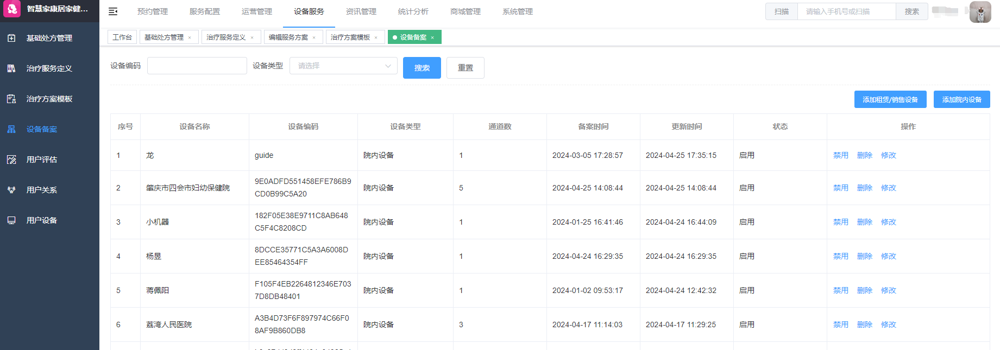 智慧家康居家健...
预约管理 服务配置 运营管理 设备服务 资讯管理 统计分析 商城管理 系统管理
扫描 请输入手机号或扫描 搜索
工作台 基础处方管理 × 治疗服务定义 × 编辑服务方案 × 治疗方案模板 × 设备备案 ×
基础处方管理
治疗服务定义
治疗方案模板
设备备案
用户评估
用户关系
用户设备
设备编码 设备类型 请选择 搜索 重置
添加租赁/销售设备 添加院内设备
序号 设备名称 设备编码 设备类型 通道数 备案时间 更新时间 状态 操作
1 龙 guide 院内设备 1 2024-03-05 17:28:57 2024-04-25 17:35:15 启用 禁用 删除 修改
2 肇庆市四会市妇幼保健院 9E0ADFD551458EFE786B9
CD0B99C5A20 院内设备 5 2024-04-25 14:08:44 2024-04-25 14:08:44 启用 禁用 删除 修改
3 小机器 182F05E38E9711C8AB648
C5F4C8208CD 院内设备 1 2024-01-25 16:41:46 2024-04-24 16:44:09 启用 禁用 删除 修改
4 杨昱 8DCCE35771C5A3A6008D
EE85464354FF 院内设备 1 2024-04-24 16:29:35 2024-04-24 16:29:35 启用 禁用 删除 修改
5 蒋佩阳 F105F4EB2264812346E703
7D8DB48401 院内设备 1 2024-01-02 09:53:17 2024-04-24 12:42:32 启用 禁用 删除 修改
6 荔湾人民医院 A3B4D73F6F897974C66F0
8AF9B860DB8 院内设备 3 2024-04-17 11:14:03 2024-04-17 11:29:25 启用 禁用 删除 修改